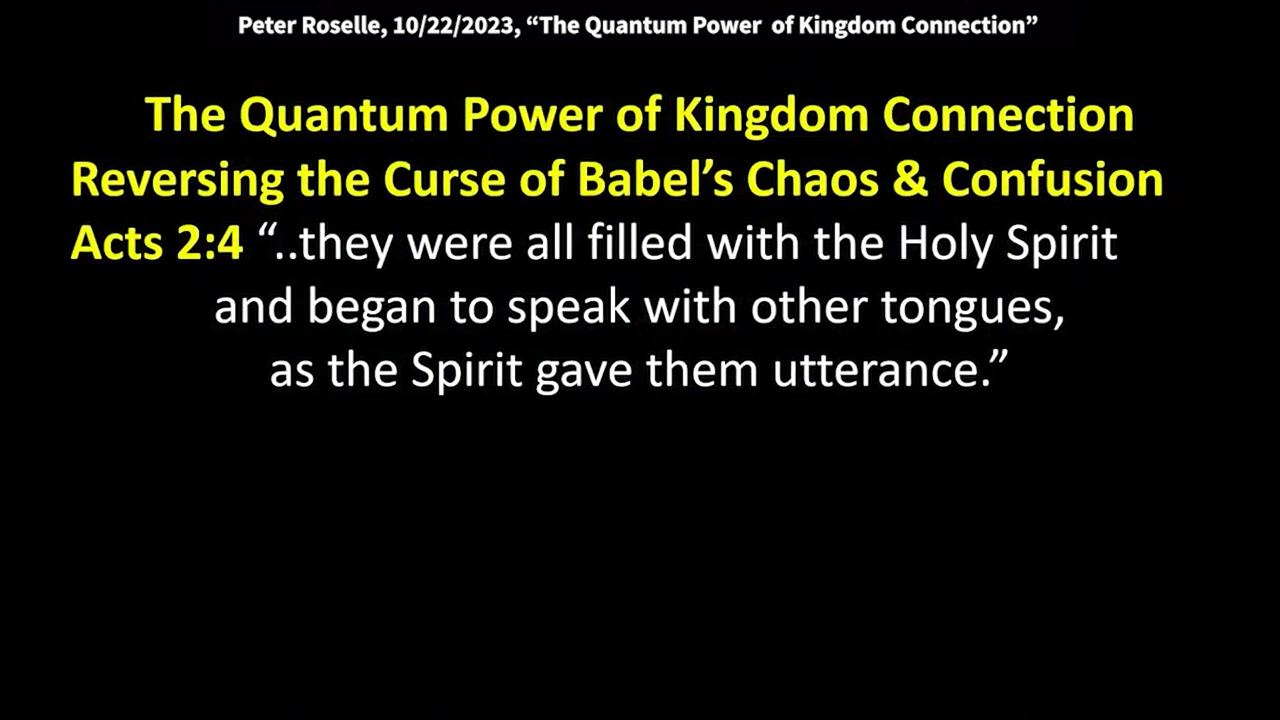 Peter Roselle, 10/22/2023, “The Quantum Power of Kingdom Connection”
The Quantum Power of Kingdom Connection
Reversing the Curse of Babel’s Chaos & Confusion
Acts 2:4 “..they were all filled with the Holy Spirit
and began to speak with other tongues,
as the Spirit gave them utterance.”